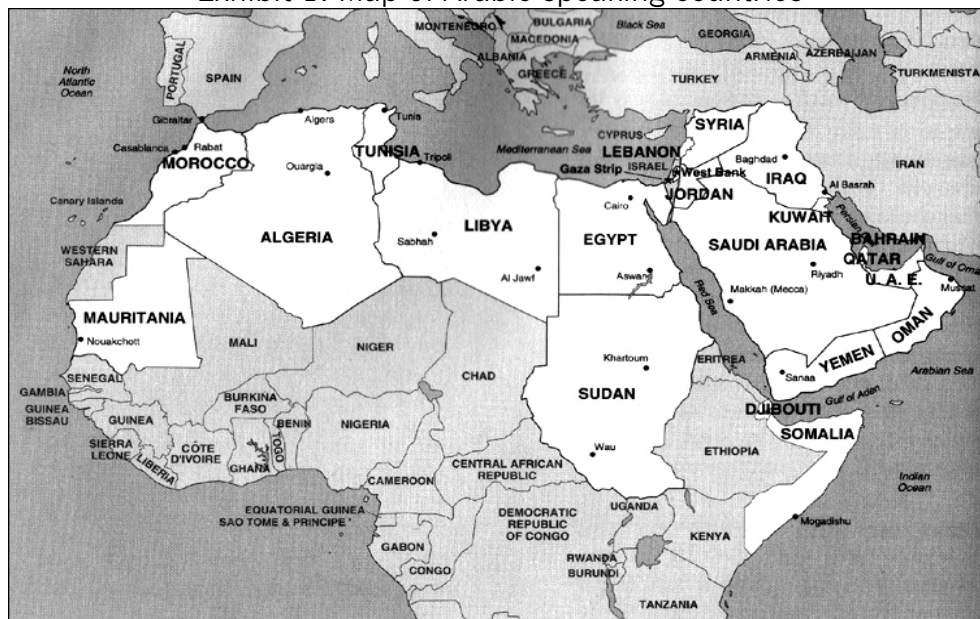 Exhibit 1: Map of Arabic speaking countries
MONTENEGRO
BULGARIA
Black Sea
GEORGIA
MACEDONIA
ARMENIA
AZERBAIJAN
ALBANIA
North
Atlantic
Ocean
PORTUGAL
SPAIN
GREECE
TURKEY
TURKMENISTA
Gibraltar
Algers
Tunis
CYPRUS
SYRIA
Casablanca
Rabat
TUNISIA
Mediterranean Sea
LEBANON
Baghdad
IRAN
MOROCCO
Ouargia
Tripoli
Gaza Strip
ISRAEL
West Bank
IRAQ
JORDAN
Al Basrah
Canary Islands
Cairo
KUWAIT
Persian
ALGERIA
LIBYA
EGYPT
SAUDI ARABIA
BAHRAIN
Sabhah
QATAR
Gulf of Oma
WESTERN
SAHARA
Al Jawf
Aswang
Riyadh
U. A. E.
Muscat
Red Sea
Makkah (Mecca)
MAURITANIA
OMAN
Nouakchott
MALI
NIGER
Khartoum
ERITREA
YEMEN
Sanaa
Arabian Sea
SENEGAL
CHAD
GAMBIA
BURKINA
FASO
SUDAN
Gulf of Aden
GUINEA
BISSAU
GUINEA
BENIN
NIGERIA
DJIBOUTI
SOMALIA
SIERRA
LEONE
CÔTE
D'IVOIRE
TOGO
Wau
ETHIOPIA
LIBERIA
GHANA
CENTRAL AFRICAN
REPUBLIC
CAMEROON
Indian
Ocean
EQUATORIAL GUINEA
SAO TOME & PRINCIPE
DEMOCRATIC
REPUBLIC
OF CONGO
UGANDA
Mogadishu
KENYA
GABON
CONGO
RWANDA
BURUNDI
TANZANIA